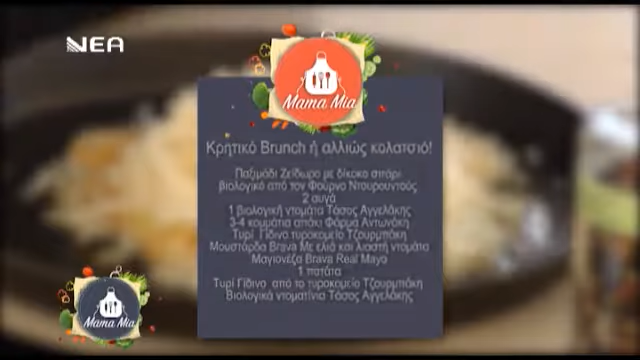 ΝΕΑ
Mama Mia
Κρητικό Brunch ή αλλιώς κολατσιό!
Παξιμάδι Ζείδωρο με δίκοκο σιτάρι
βιολογικό από τον Φούρνο Ντουρουντούς
2 αυγά
1 βιολογική ντομάτα Τάσος Αγγελάκης
3-4 κομμάτια απάκι Φάρμα Αντωνάκη
Τυρί Γίδινο τυροκομείο Τζουρμπάκη
Μουστάρδα Brava Με ελιά και λιαστή ντομάτα
Μαγιονέζα Brava Real Mayo
1 πατάτα
Τυρί Γίδινο από το τυροκομείο Τζουρμπάκη
Βιολογικά ντοματίνια Τάσος Αγγελάκης
Mama Mia